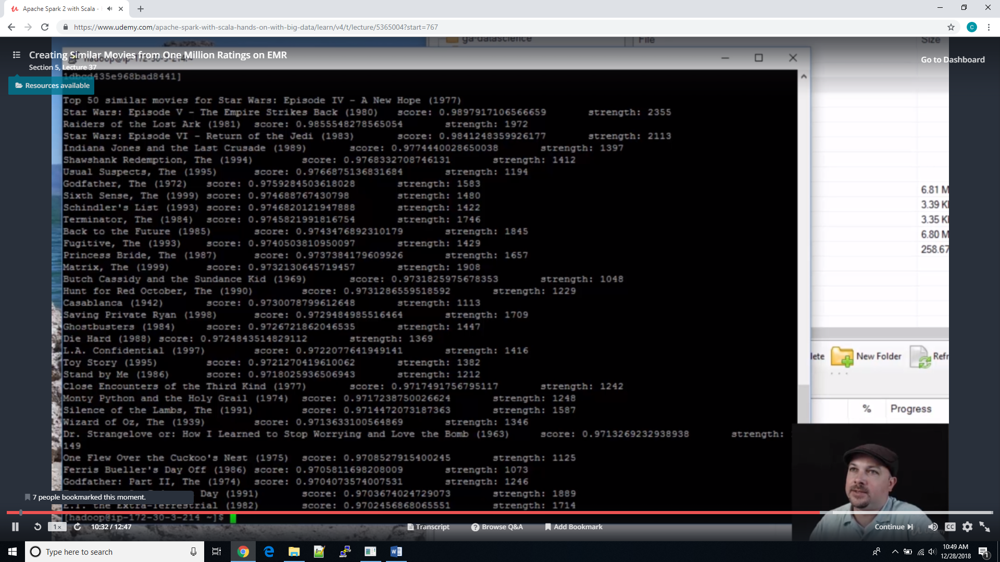 Apache Spark 2 with Scala -
https://www.udemy.com/apache-spark-with-scala-hands-on-with-big-data/learn/v4/t/lecture/5365004?start=767
C
ga-datascience
File
Size
Creating Similar Movies from One Million Ratings on EMR
hadoop@ip-172-30-3-214:~
Section 5, Lecture 37
Go to Dashboard
1dbcd435e968bad8441]
Resources available
Top 50 similar movies for Star Wars: Episode IV - A New Hope (1977)
Star Wars: Episode V - The Empire Strikes Back (1980) score: 0.9897917106566659 strength: 2355
Raiders of the Lost Ark (1981) score: 0.9855548278565054 strength: 1972
Star Wars: Episode VI - Return of the Jedi (1983) score: 0.9841248359926177 strength: 2113
Indiana Jones and the Last Crusade (1989) score: 0.9774440028650038 strength: 1397
Shawshank Redemption, The (1994) score: 0.9768332708746131 strength: 1412
Usual Suspects, The (1995) score: 0.9766875136831684 strength: 1194
Godfather, The (1972) score: 0.9759284503618028 strength: 1583
Sixth Sense, The (1999) score: 0.974688767430798 strength: 1480
Schindler's List (1993) score: 0.9746820121947888 strength: 1422
Terminator, The (1984) score: 0.9745821991816754 strength: 1746
Back to the Future (1985) score: 0.9743476892310179 strength: 1845
Fugitive, The (1993) score: 0.9740503810950097 strength: 1429
Princess Bride, The (1987) score: 0.9737384179609926 strength: 1657
Matrix, The (1999) score: 0.9732130645719457 strength: 1908
Butch Cassidy and the Sundance Kid (1969) score: 0.9731825975678353 strength: 1048
Hunt for Red October, The (1990) score: 0.9731286559518592 strength: 1229
Casablanca (1942) score: 0.9730078799612648 strength: 1113
Saving Private Ryan (1998) score: 0.9729484985516464 strength: 1709
Ghostbusters (1984) score: 0.9726721862046535 strength: 1447
Die Hard (1988) score: 0.9724843514829112 strength: 1369
L.A. Confidential (1997) score: 0.9722077641949141 strength: 1416
Toy Story (1995) score: 0.9721270419610062 strength: 1382
Stand by Me (1986) score: 0.9718025936506943 strength: 1212
Close Encounters of the Third Kind (1977) score: 0.9717491756795117 strength: 1242
Monty Python and the Holy Grail (1974) score: 0.9717238750026624 strength: 1248
Silence of the Lambs, The (1991) score: 0.9714472073187363 strength: 1587
Wizard of Oz, The (1939) score: 0.9713633100564869 strength: 1346
Dr. Strangelove or: How I Learned to Stop Worrying and Love the Bomb (1963) score: 0.9713269232938938 strength:
149
One Flew Over the Cuckoo's Nest (1975) score: 0.9708527915400245 strength: 1125
Ferris Bueller's Day Off (1986) score: 0.9705811698208009 strength: 1073
Godfather: Part II, The (1974) score: 0.9704073574007531 strength: 1246
Day (1991) score: 0.9703674024729073 strength: 1889
E.T. the Extra-Terrestrial (1982) score: 0.9702456868065551 strength: 1714
[hadoop@ip-172-30-3-214 ~]$
6.81 M
3.39 K
3.35 K
6.80 M
258.67
lete
New Folder
Refr
%
Progress
7 people bookmarked this moment.
1×
10:32 / 12:47
Transcript
Browse Q&A
Add Bookmark
Continue
CC
Type here to search
10:49 AM
12/28/2018
1